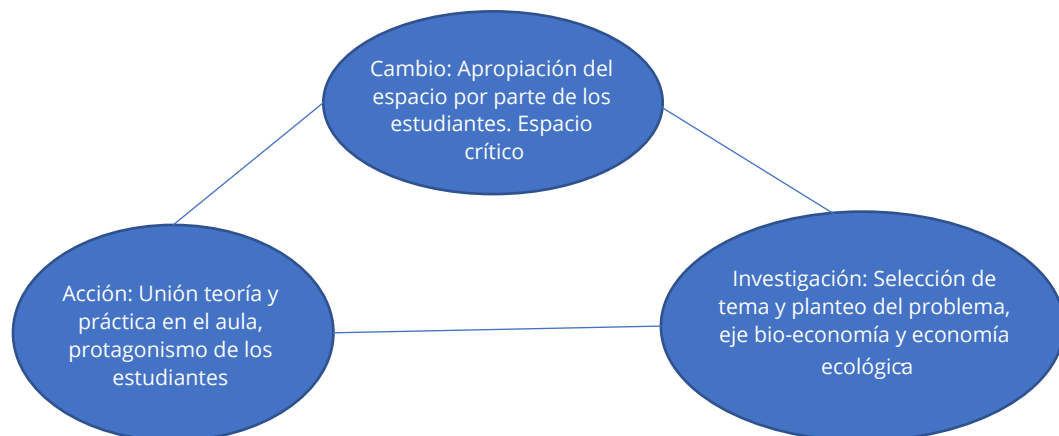 Cambio: Apropiación del
espacio por parte de los
estudiantes. Espacio
crítico
Acción: Unión teoría y
práctica en el aula,
protagonismo de los
estudiantes
Investigación: Selección de
tema y planteo del problema,
eje bio-economía y economía
ecológica